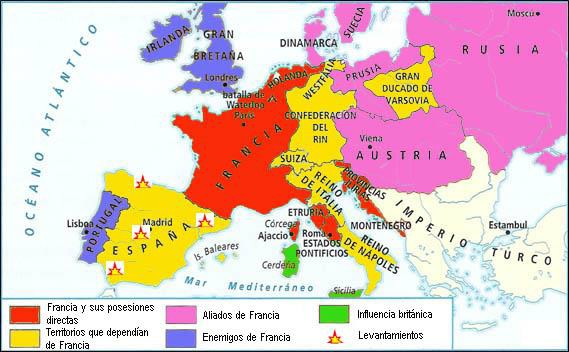 Moscú
SUECIA
IRLANDA
GRAN
BRETAÑA
DINAMARCA
RUSIA
OCÉANO ATLÁNTICO
Londres
HOLANDA
WESTFALIA
PRUSIA
GRAN
DUCADO DE
VARSOVIA
batalla de
Waterloo
París
CONFEDERACIÓN
DEL
RIN
FRANCIA
Viena
AUSTRIA
SUIZA
REINO
DE ITALIA
PROVINCIAS
ILIRIAS
ETRURIA
MONTENEGRO
IMPERIO TURCO
Estambul
PORTUGAL
Lisboa
Madrid
ESPAÑA
Is. Baleares
Córcega
Ajaccio
Roma
ESTADOS
PONTIFICIOS
REINO
DE NAPOLES
Cerdeña
Sicilia
Mar Mediterráneo
Francia y sus posesiones
directas
Aliados de Francia
Influencia británica
Territorios que dependían
de Francia
Enemigos de Francia
Levantamientos